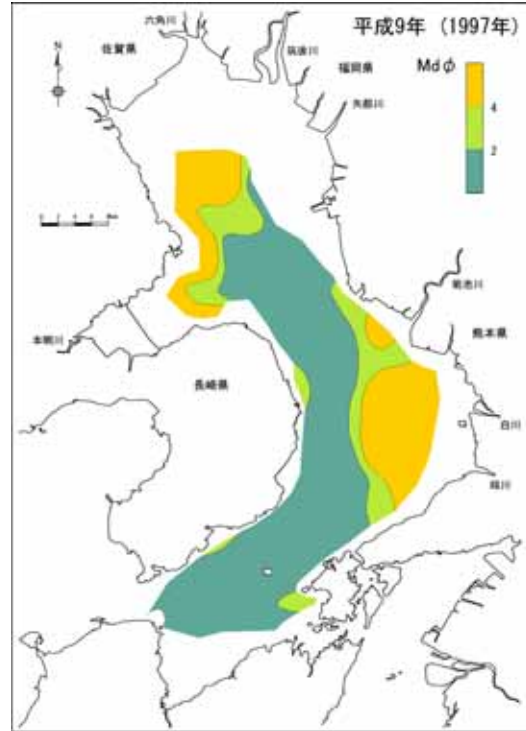 平成9年 (1997年)
六角川
佐賀県
筑後川
福岡県
矢部川
Mdφ
4
2
N
菊池川
熊本県
本明川
長崎県
白川
緑川